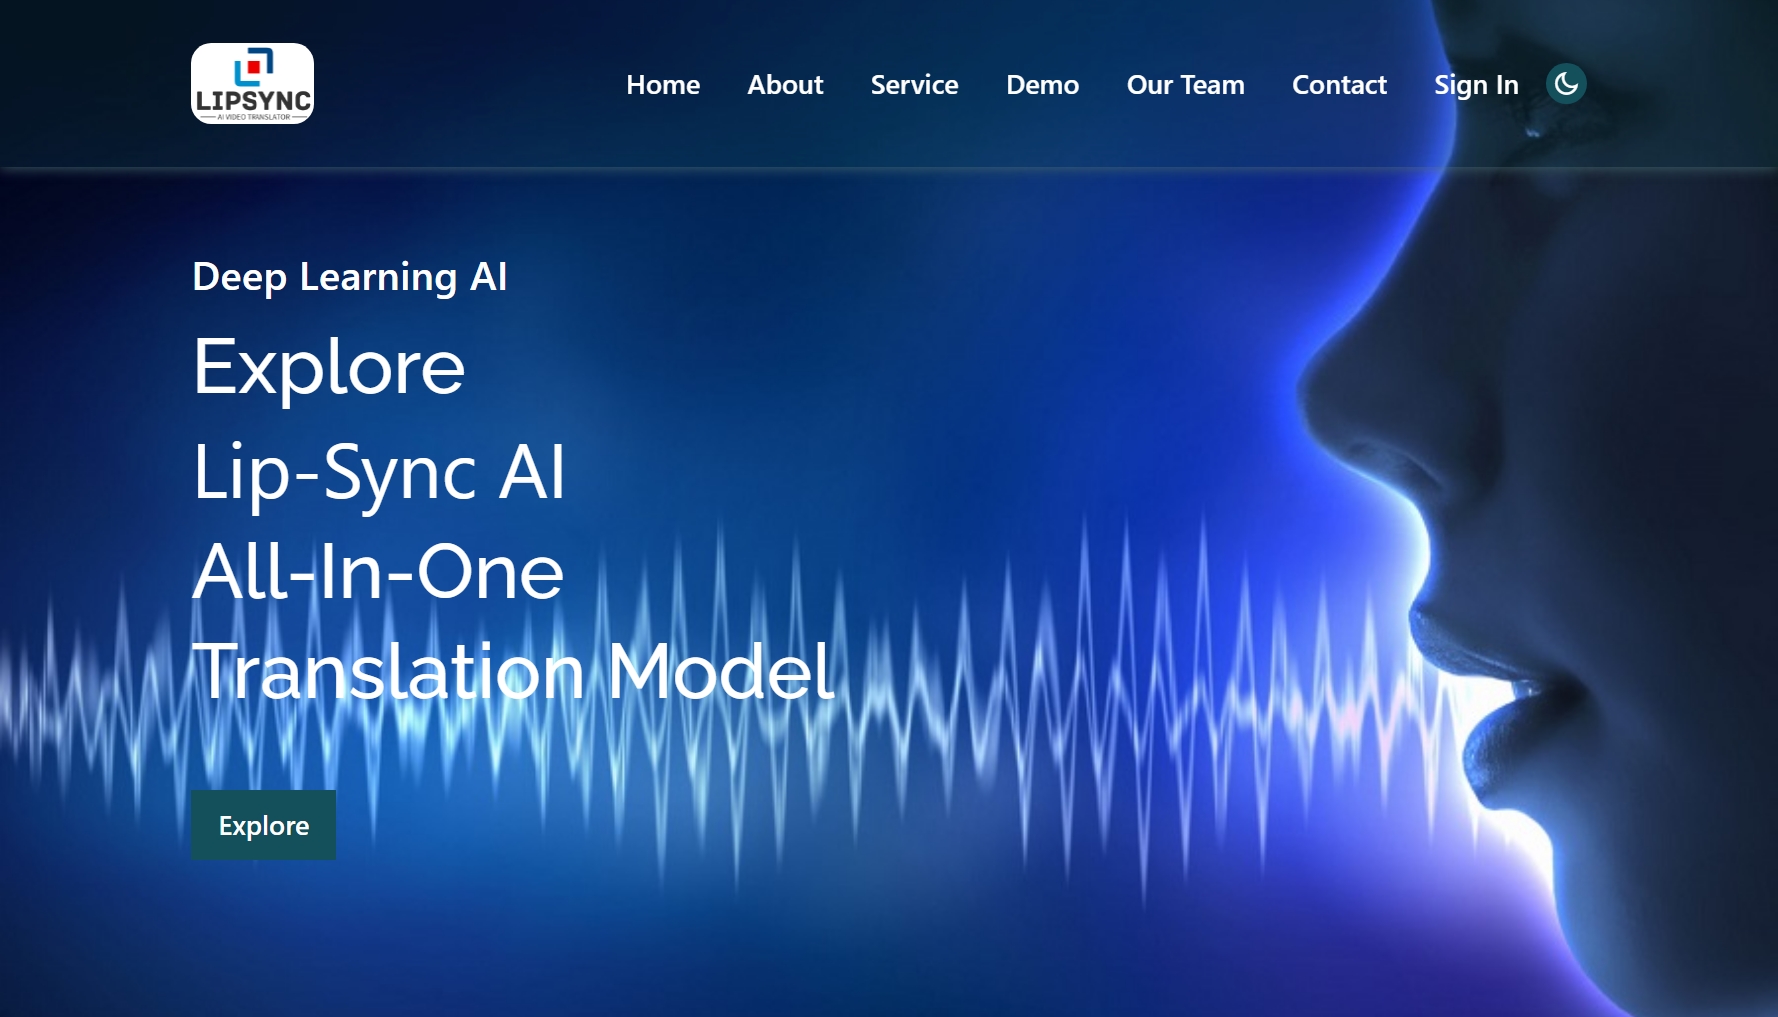 LIPSYNC
AI VIDEO TRANSLATOR
Home About Service Demo Our Team Contact Sign In
Deep Learning AI
Explore
Lip-Sync AI
All-In-One
Translation Model
Explore